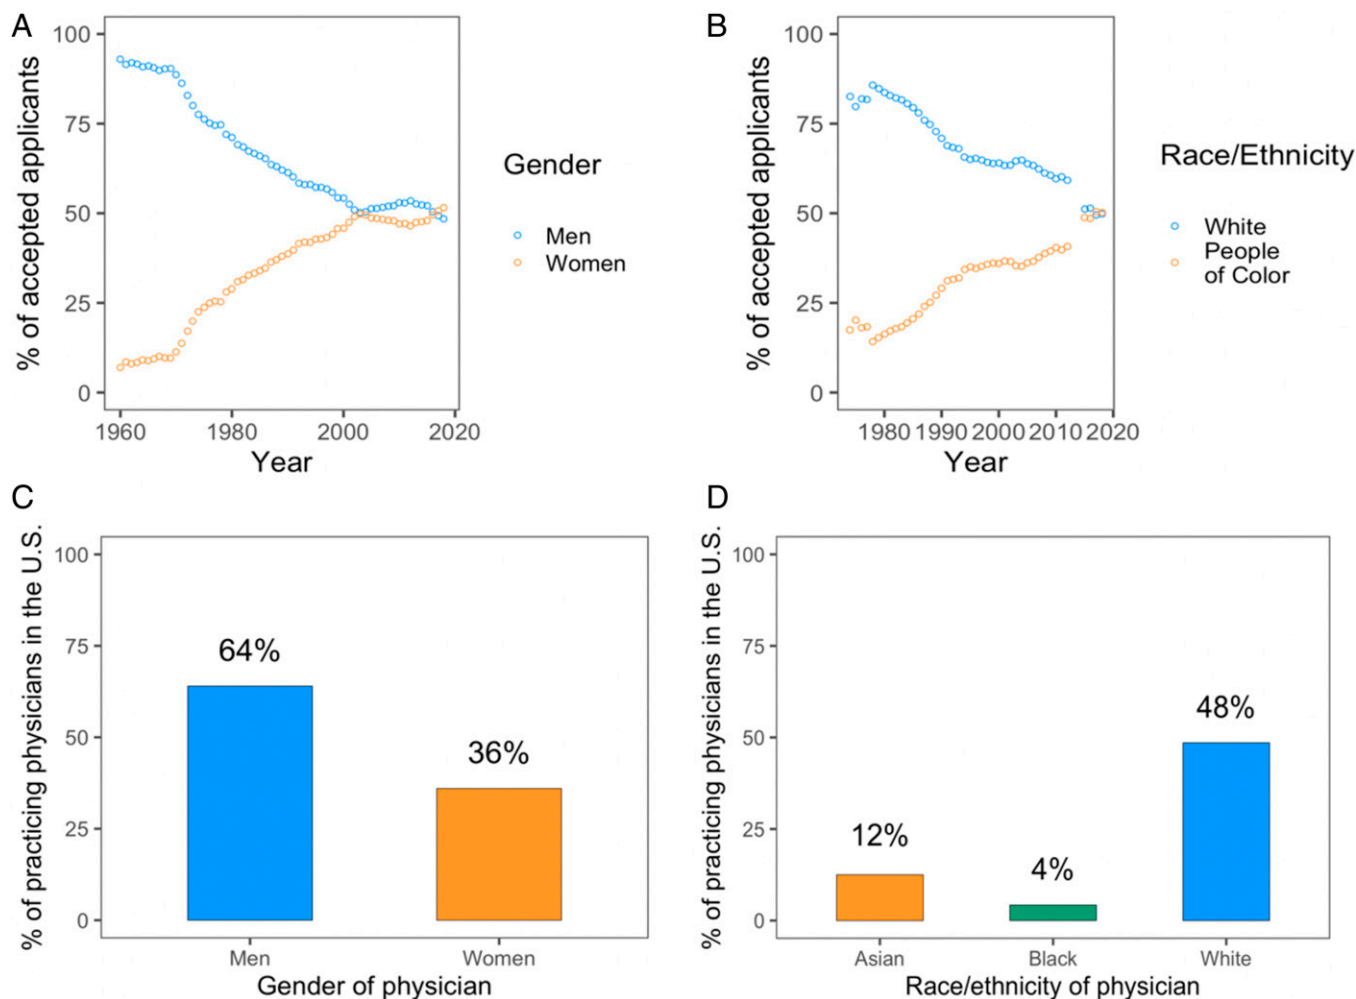 A
% of accepted applicants
100
75
50
25
0
1960 1980 2000 2020
Year
Gender
Men
Women
B
% of accepted applicants
100
75
50
25
0
1980 1990 2000 2010 2020
Year
Race/Ethnicity
White
People
of Color
C
% of practicing physicians in the U.S.
100
75
50
25
0
64%
36%
Men Women
Gender of physician
D
% of practicing physicians in the U.S.
100
75
50
25
0
12%
4%
48%
Asian Black White
Race/ethnicity of physician